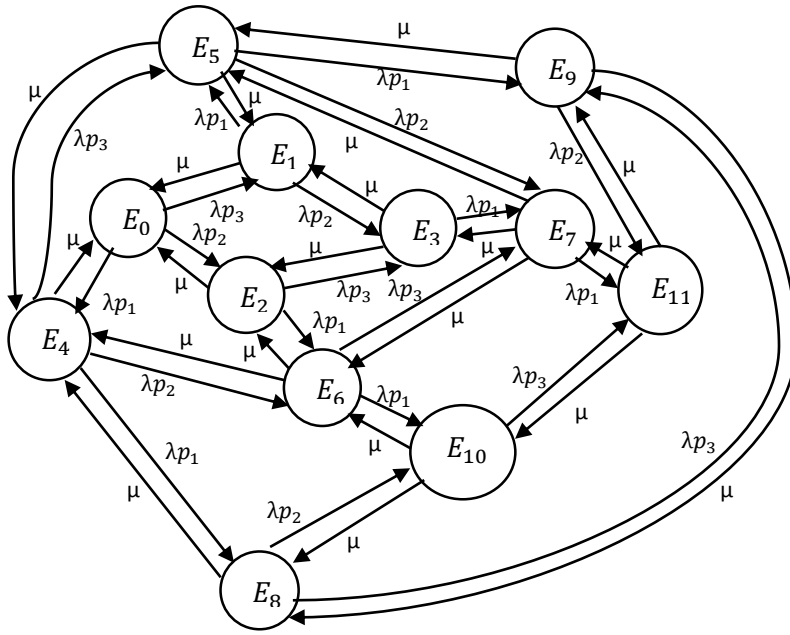 μ
E₅
E₉
μ
λp₁
μ
λp₁
λp₂
λp₃
μ
E₁
λp₂
μ
μ
μ
μ
λp₃
λp₂
E₃
λp₁
E₀
E₇
μ
λp₂
μ
μ
μ
μ
E₂
λp₃
λp₃
λp₁
E₁₁
λp₁
λp₁
E₄
μ
μ
μ
λp₂
E₆
λp₁
λp₃
μ
μ
λp₁
E₁₀
λp₃
μ
μ
λp₂
μ
E₈